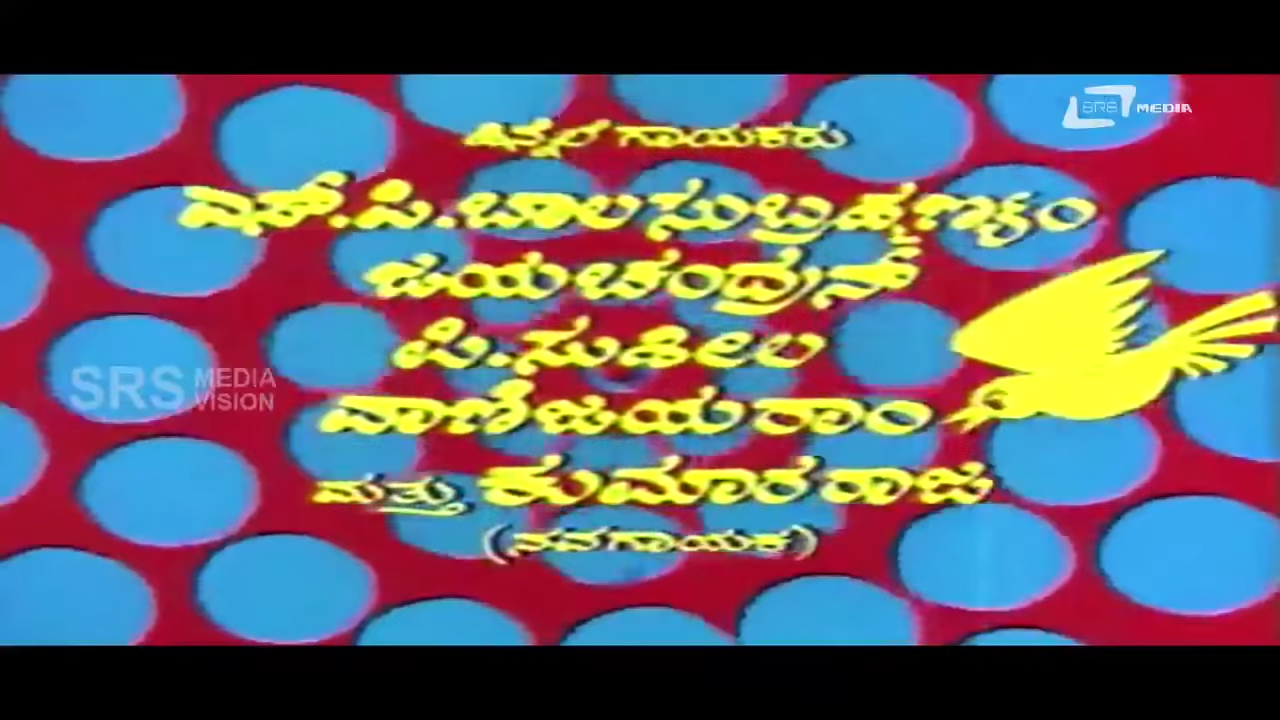 SRS MEDIA
ಹಿನ್ನೆಲೆ ಗಾಯಕರು
ಎಸ್.ಪಿ.ಬಾಲಸುಬ್ರಹ್ಮಣ್ಯಂ
ಜಯಚಂದ್ರನ್
ಪಿ.ಸುಶೀಲ
ವಾಣಿಜಯರಾಂ
ಮತ್ತು ಕುಮಾರರಾಜ
(ನವಗಾಯಕ)
SRS MEDIA
VISION